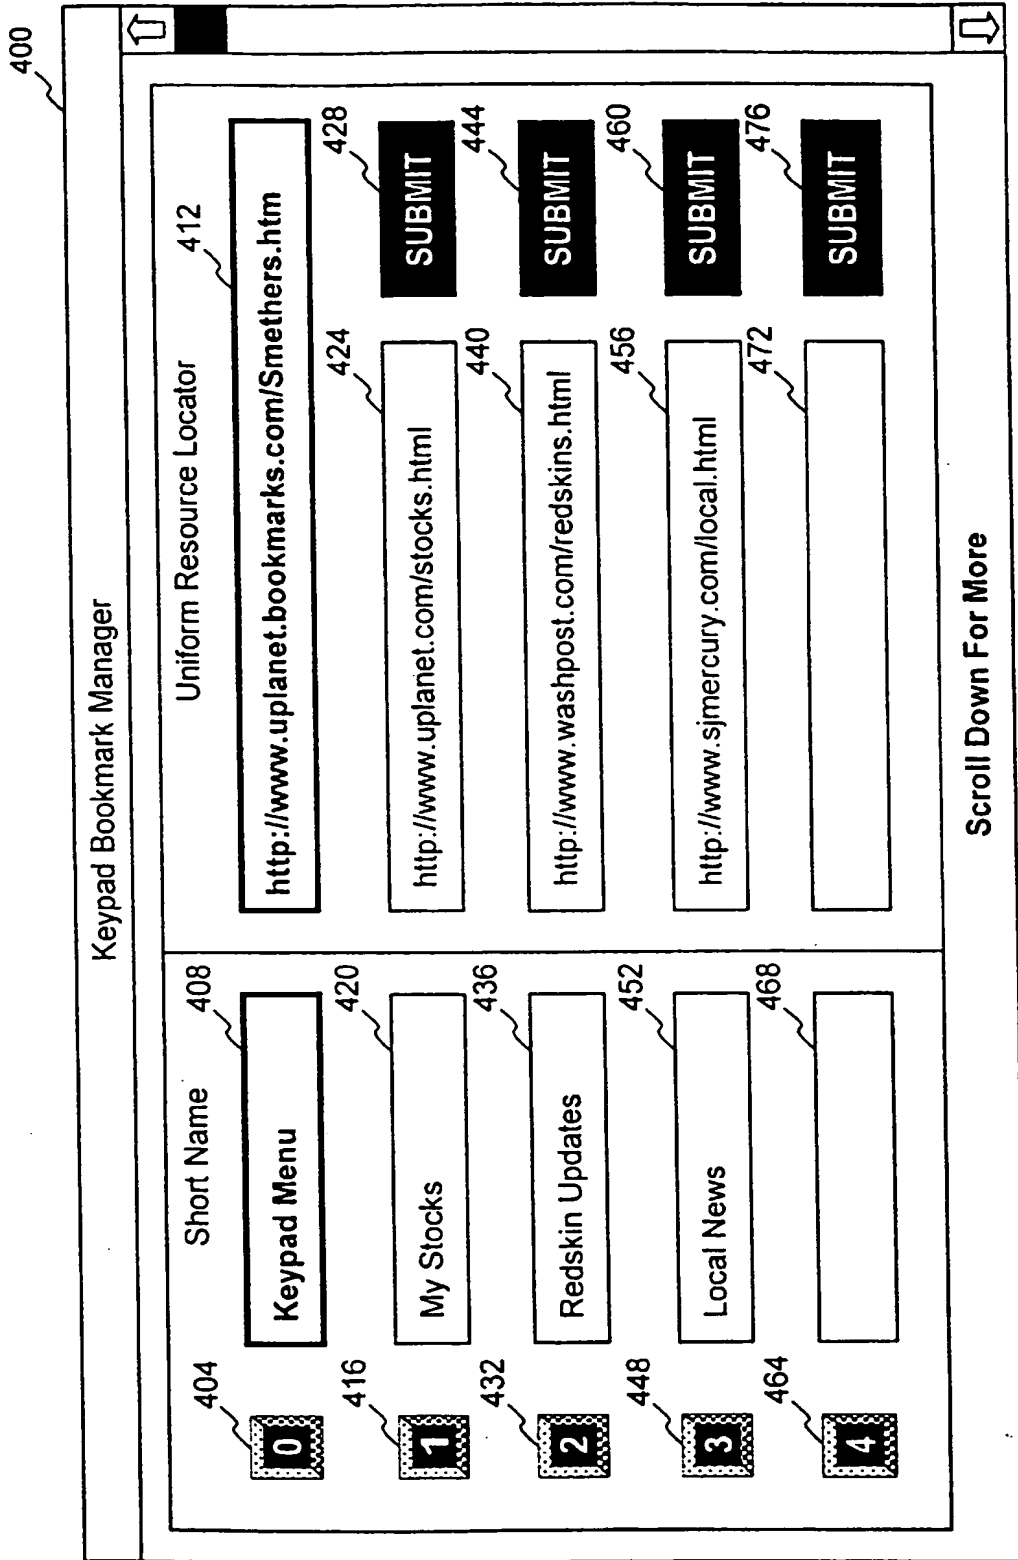 400
Keypad Bookmark Manager
Short Name
Uniform Resource Locator
404
408
412
0
Keypad Menu
http://www.uplanet.bookmarks.com/Smethers.htm
416
420
424
428
1
My Stocks
http://www.uplanet.com/stocks.html
SUBMIT
432
436
440
444
2
Redskin Updates
http://www.washpost.com/redskins.html
SUBMIT
448
452
456
460
3
Local News
http://www.sjmercury.com/local.html
SUBMIT
464
468
472
476
4
SUBMIT
Scroll Down For More